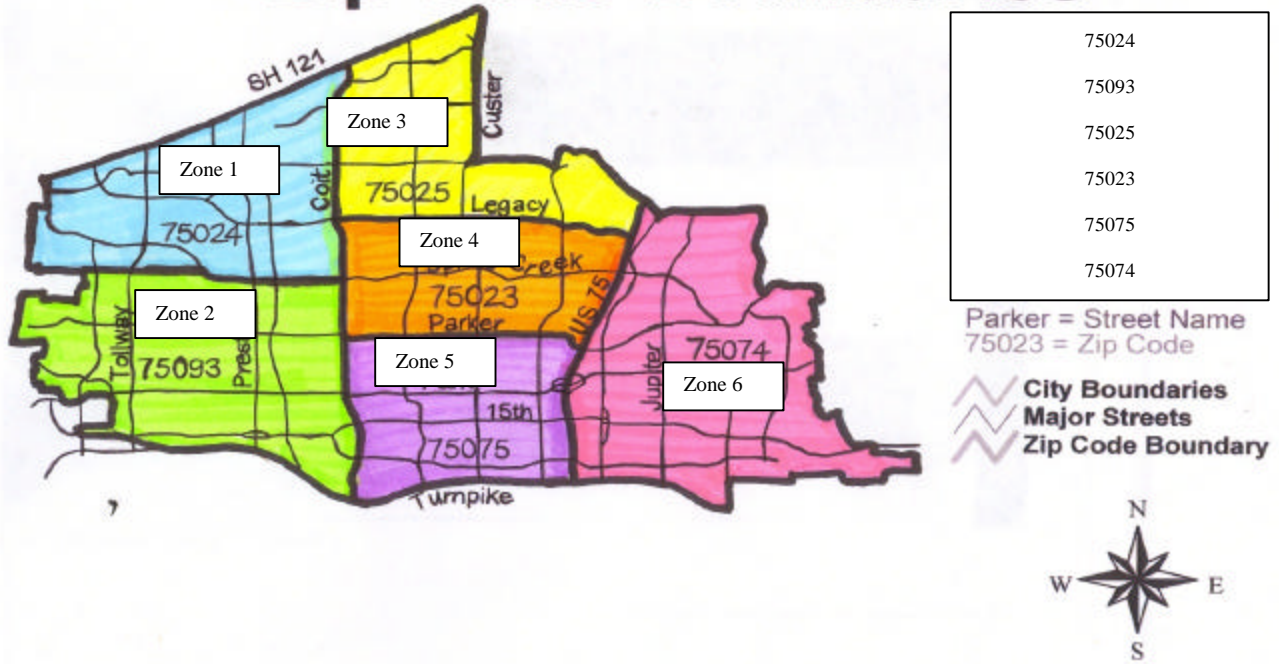 SH 121
Custer
Zone 3
Zone 1
Coit
75025
Legacy
75024
Zone 4
Creek
75023
Parker
US 75
Tollway
Zone 2
75093
Zone 5
Jupiter
75074
Zone 6
15th
75075
Turnpike
,
75024
75093
75025
75023
75075
75074
Parker = Street Name
75023 = Zip Code
City Boundaries
Major Streets
Zip Code Boundary
N
W
E
S